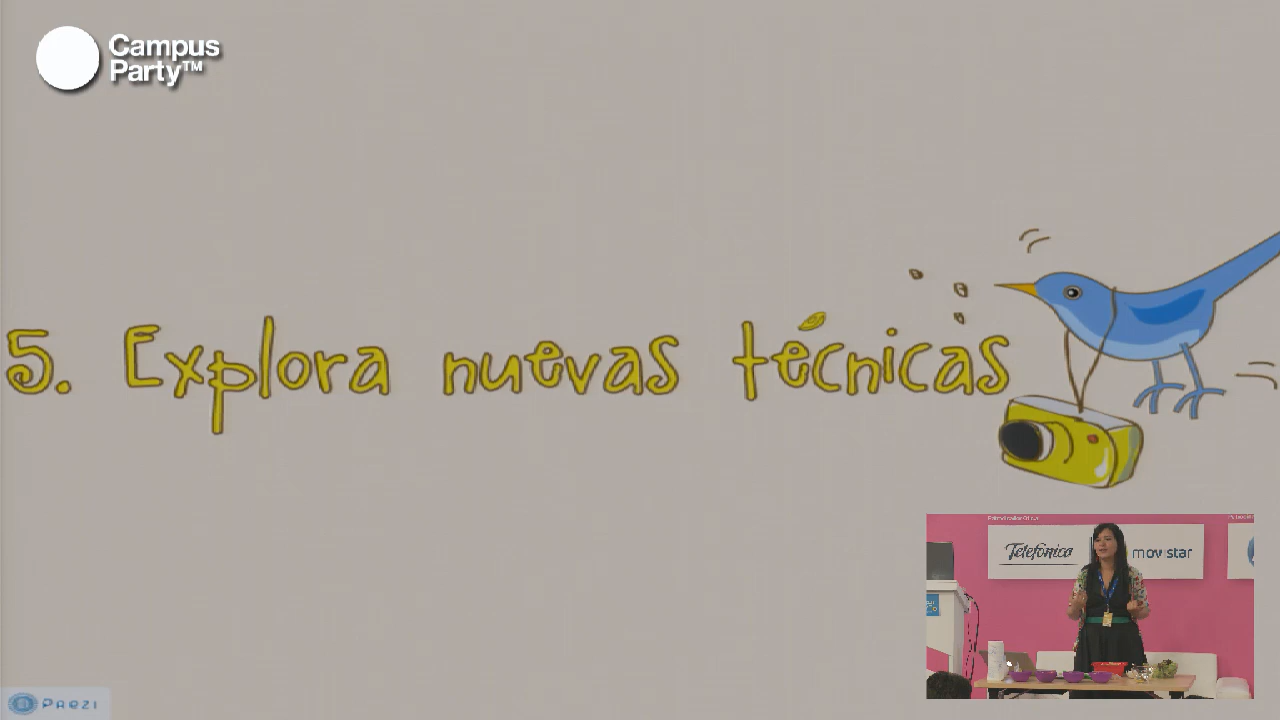 Campus
Party™
5. Explora nuevas técnicas
Telefónica
movistar
Prezi